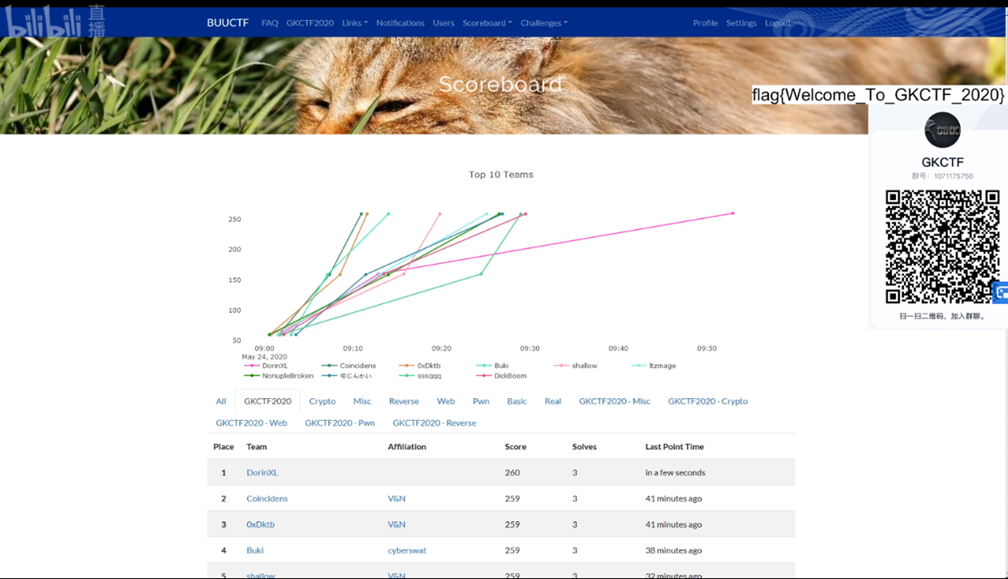 bilibili 直播
BUUCTF FAQ GKCTF2020 Links Notifications Users Scoreboard Challenges Profile Settings Logout
Scoreboard
flag{Welcome_To_GKCTF_2020}
GKCTF
群号: 1071175756
扫一扫二维码,加入群聊。
Top 10 Teams
250
200
150
100
50
09:00 09:10 09:20 09:30 09:40 09:50
May 24, 2020
DorinXL Coincidens 0xDktb Buki shallow Itzmage
NonupleBroken ゆじんかい sssqqq DickBoom
All GKCTF2020 Crypto Misc Reverse Web Pwn Basic Real GKCTF2020 - Misc GKCTF2020 - Crypto
GKCTF2020 - Web GKCTF2020 - Pwn GKCTF2020 - Reverse
Place Team Affiliation Score Solves Last Point Time
1 DorinXL 260 3 in a few seconds
2 Coincidens V&N 259 3 41 minutes ago
3 0xDktb V&N 259 3 41 minutes ago
4 Buki cyberswat 259 3 38 minutes ago
5 shallow V&N 259 3 32 minutes ago